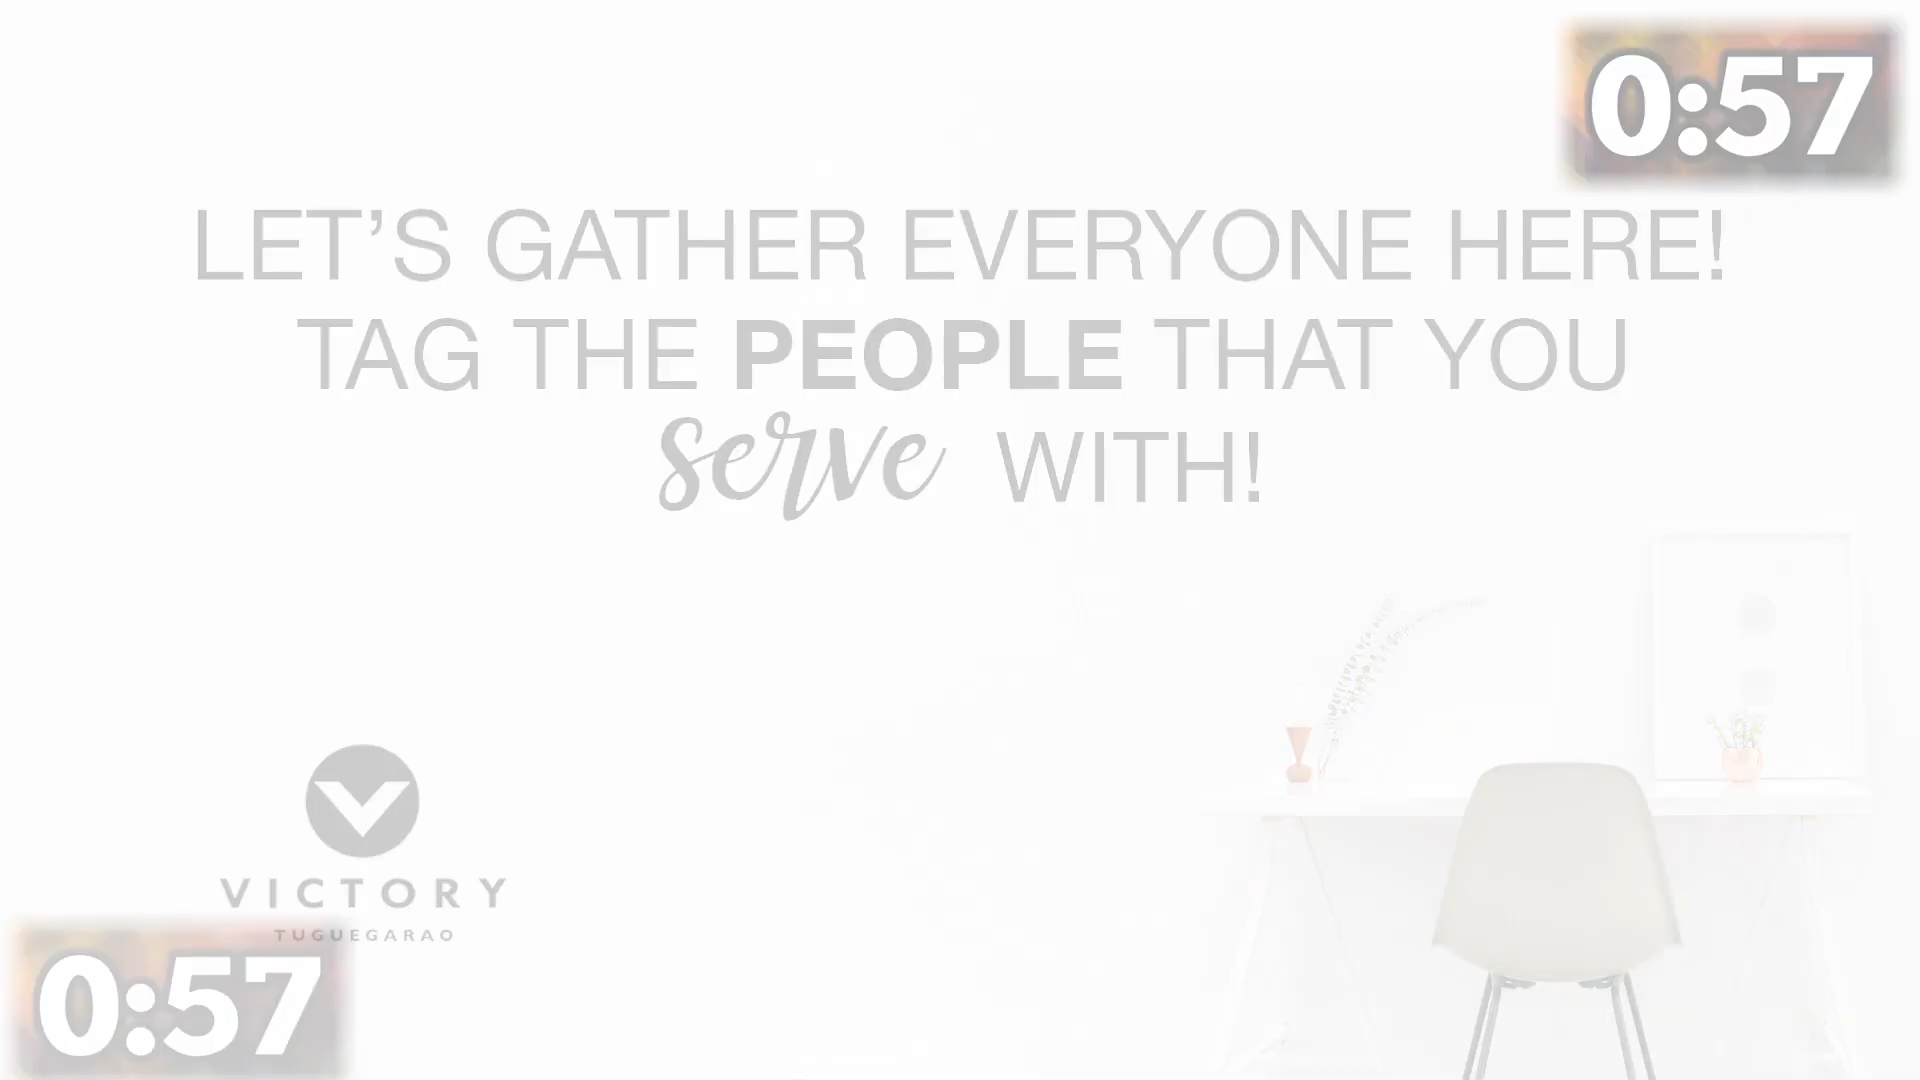 0:57
LET’S GATHER EVERYONE HERE!
TAG THE PEOPLE THAT YOU
serve WITH!
VICTORY
TUGUEGARAO
0:57